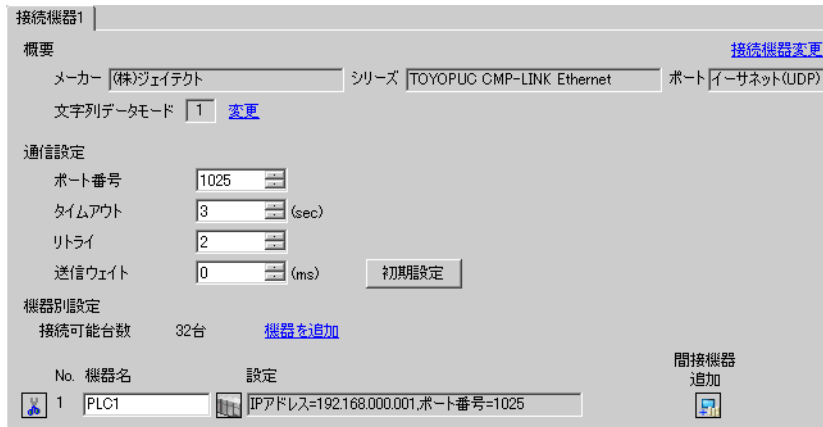 接続機器1
概要 接続機器変更
メーカー (株)ジェイテクト シリーズ TOYOPUC CMP-LINK Ethernet ポート イーサネット(UDP)
文字列データモード 1 変更
通信設定
ポート番号 1025
タイムアウト 3 (sec)
リトライ 2
送信ウェイト 0 (ms) 初期設定
機器別設定
接続可能台数 32台 機器を追加
間接機器
No. 機器名 設定 追加
1 PLC1 IPアドレス=192.168.000.001,ポート番号=1025